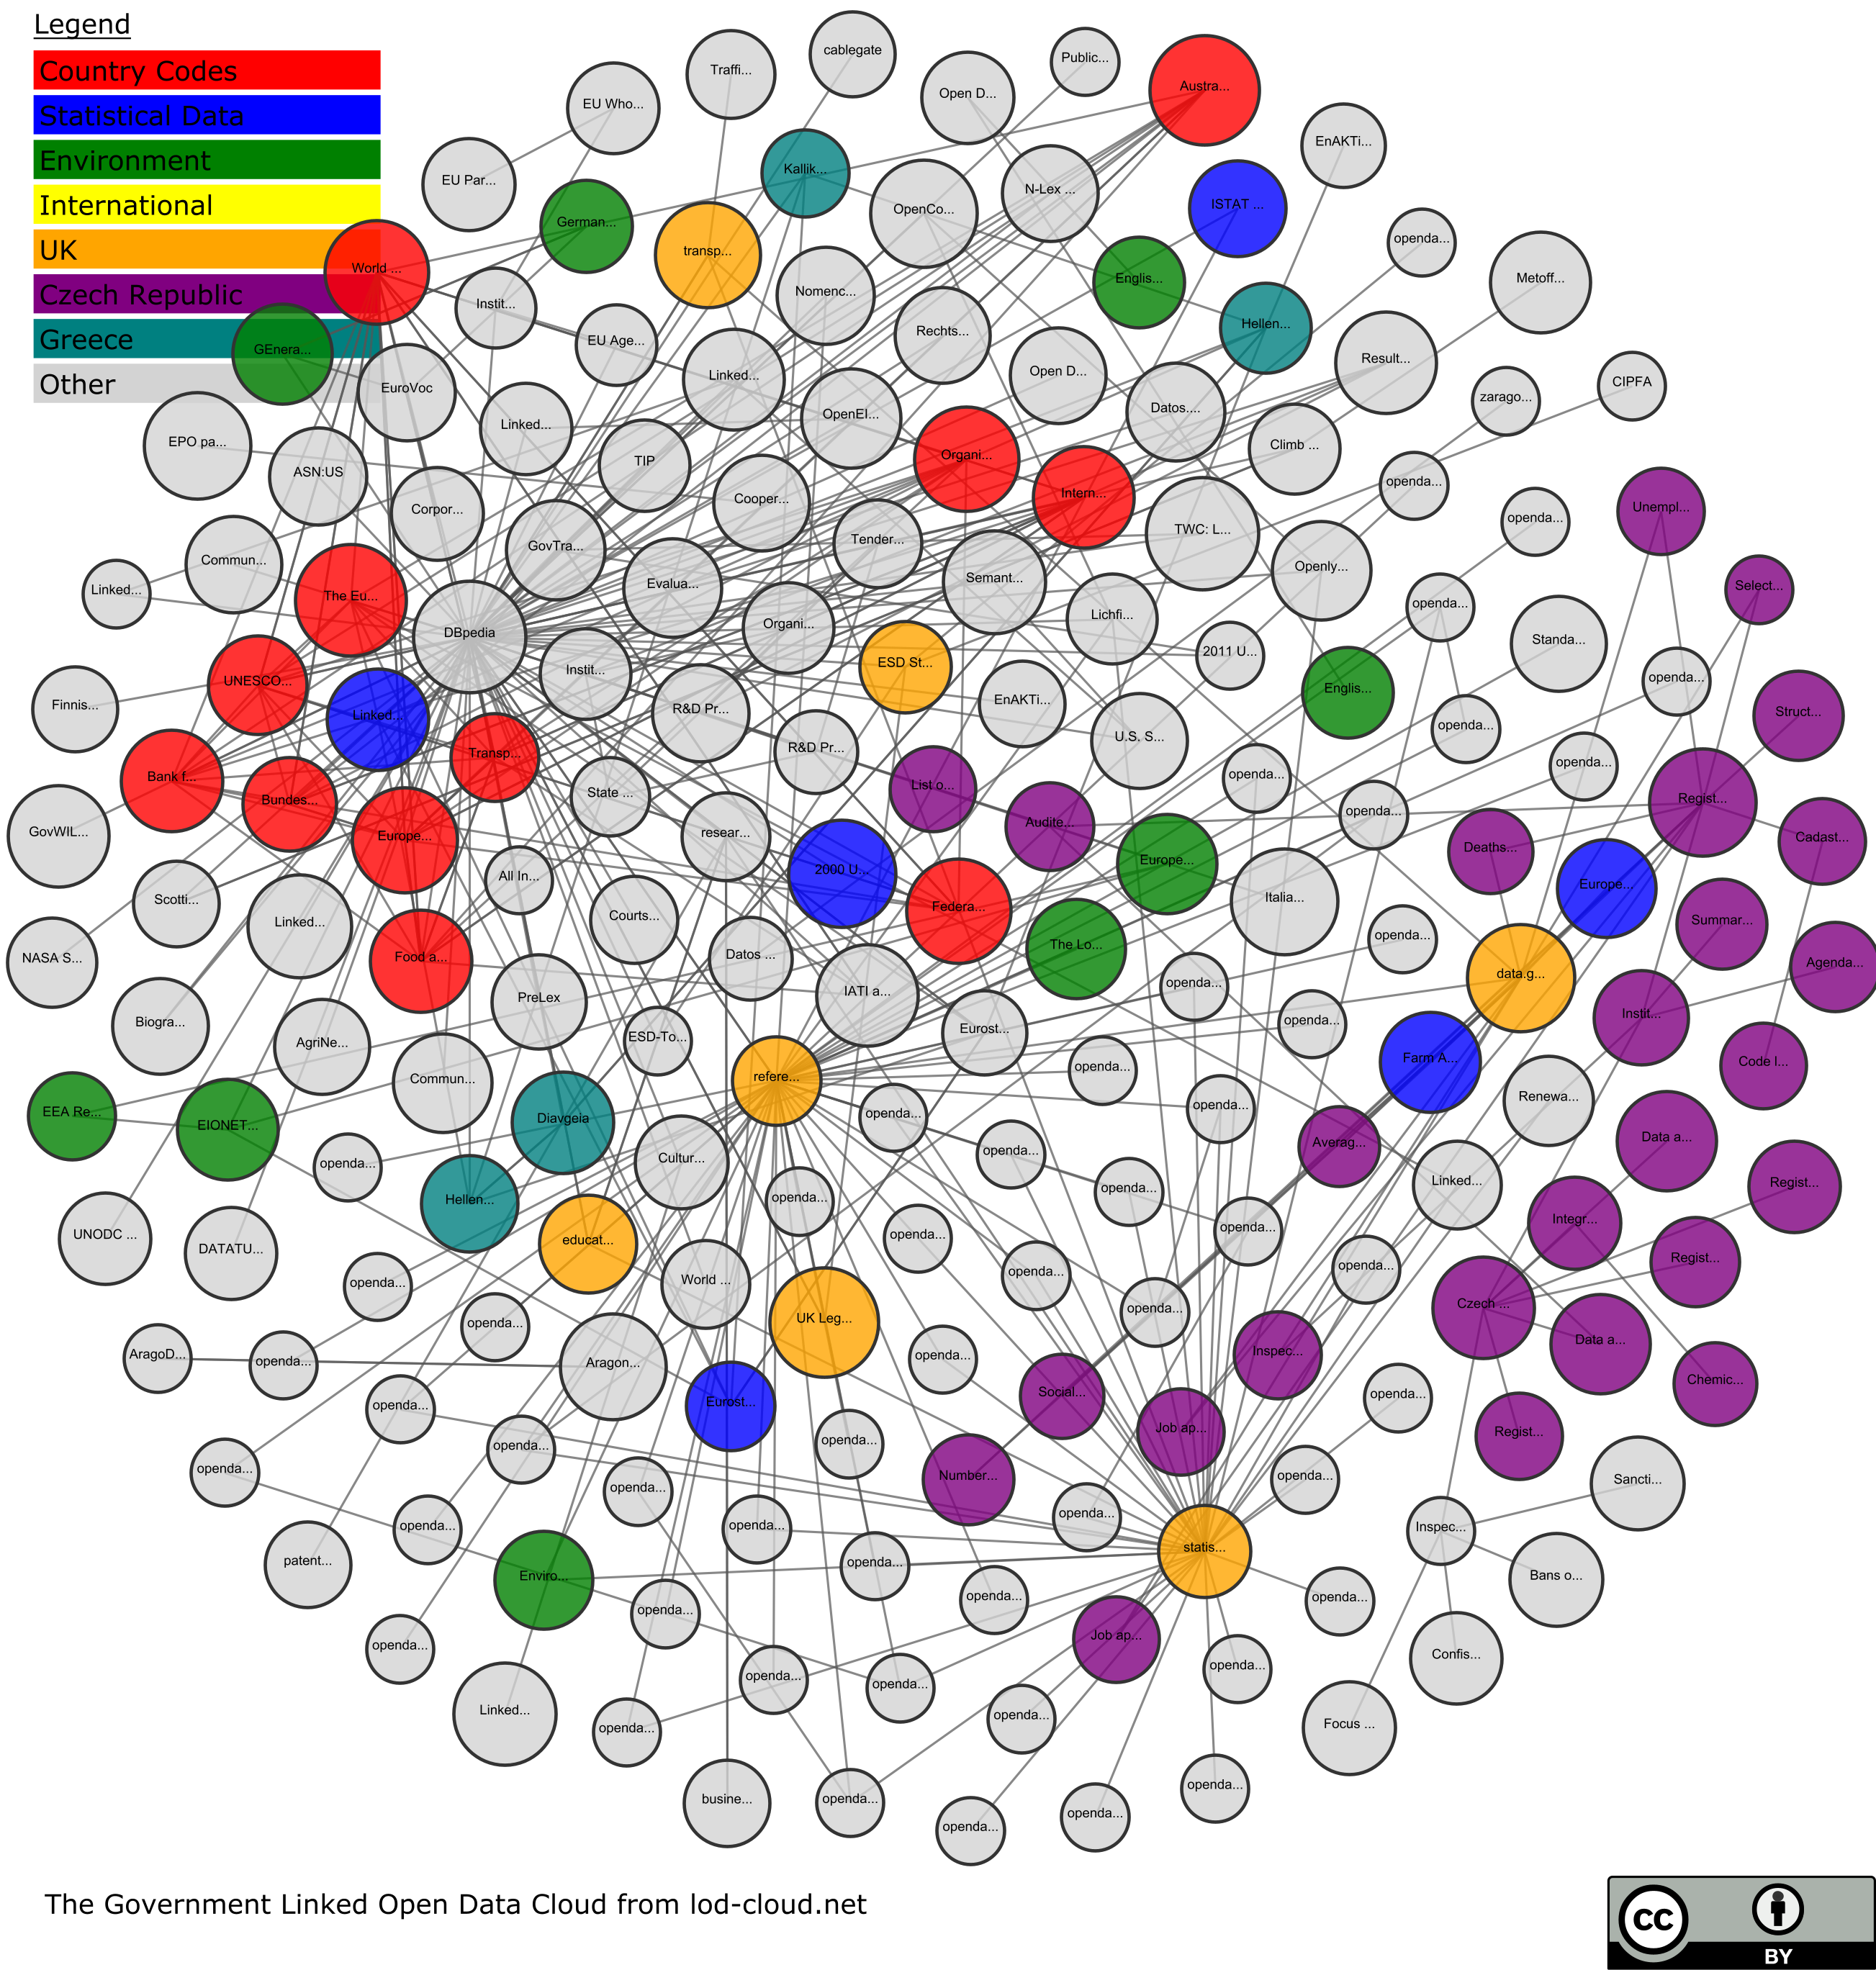 Legend
Country Codes
Statistical Data
Environment
International
UK
Czech Republic
Greece
Other
cablegate
Traffi...
Public...
Open D...
Austra...
EU Who...
EnAKTi...
Kallik...
EU Par...
N-Lex ...
OpenCo...
ISTAT ...
German...
openda...
transp...
World ...
Nomenc...
Englis...
Metoff...
Instit...
Hellen...
Rechts...
EU Age...
GEnera...
Result...
Open D...
Linked...
EuroVoc
CIPFA
zarago...
Datos....
OpenEI...
Linked...
EPO pa...
Climb ...
Organi...
TIP
ASN:US
openda...
Intern...
Cooper...
Unempl...
Corpor...
openda...
TWC: L...
Tender...
GovTra...
Commun...
Openly...
Semant...
Evalua...
Select...
Linked...
The Eu...
openda...
Lichfi...
Organi...
DBpedia
Standa...
2011 U...
ESD St...
Instit...
openda...
UNESCO...
Englis...
EnAKTi...
Finnis...
R&D Pr...
Struct...
Linked...
openda...
U.S. S...
R&D Pr...
Transp...
openda...
Bank f...
openda...
List o...
State ...
Bundes...
Regist...
openda...
Audite...
resear...
Europe...
GovWIL...
Cadast...
Deaths...
Europe...
2000 U...
All In...
Europe...
Italia...
Scotti...
Federa...
Courts...
Linked...
Summar...
openda...
The Lo...
Datos ...
Food a...
NASA S...
Agenda...
data.g...
openda...
IATI a...
PreLex
Instit...
Biogra...
openda...
Eurost...
ESD-To...
AgriNe...
Farm A...
Code l...
openda...
refere...
Commun...
Renewa...
openda...
EEA Re...
openda...
Diavgeia
EIONET...
Data a...
Averag...
openda...
Cultur...
openda...
Linked...
Regist...
openda...
openda...
Hellen...
Integr...
openda...
UNODC ...
openda...
educat...
DATATU...
Regist...
openda...
openda...
World ...
openda...
Czech ...
openda...
UK Leg...
openda...
Data a...
AragoD...
openda...
openda...
Inspec...
Aragon...
Chemic...
Social...
openda...
Eurost...
openda...
Job ap...
Regist...
openda...
openda...
openda...
Number...
openda...
Sancti...
openda...
openda...
openda...
openda...
Inspec...
statis...
patent...
openda...
Bans o...
Enviro...
openda...
openda...
openda...
Job ap...
openda...
Confis...
openda...
openda...
openda...
Linked...
openda...
Focus ...
openda...
openda...
busine...
openda...
openda...
openda...
The Government Linked Open Data Cloud from lod-cloud.net
cc
BY